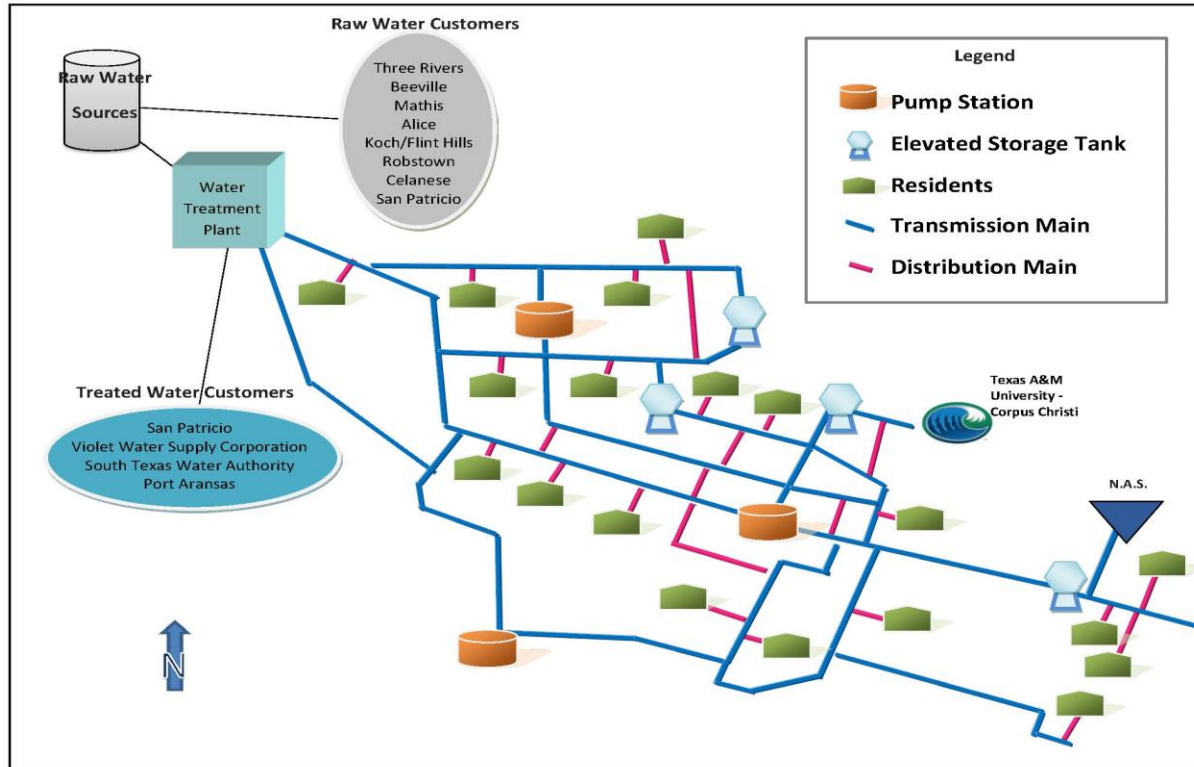 Raw Water Customers
Raw Water
Sources
Three Rivers
Beeville
Mathis
Alice
Koch/Flint Hills
Robstown
Celanese
San Patricio
Legend
Pump Station
Elevated Storage Tank
Residents
Transmission Main
Distribution Main
Water
Treatment
Plant
Treated Water Customers
San Patricio
Violet Water Supply Corporation
South Texas Water Authority
Port Aransas
Texas A&M
University -
Corpus Christi
N.A.S.
N